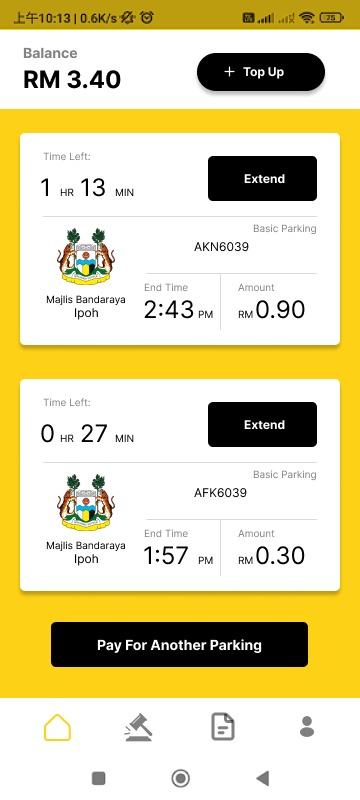 上午10:13 | 0.6K/s
75
Balance
RM 3.40
+ Top Up
Time Left:
1 HR 13 MIN
Extend
Basic Parking
AKN6039
Majlis Bandaraya
Ipoh
End Time
2:43 PM
Amount
RM 0.90
Time Left:
0 HR 27 MIN
Extend
Basic Parking
AFK6039
Majlis Bandaraya
Ipoh
End Time
1:57 PM
Amount
RM 0.30
Pay For Another Parking